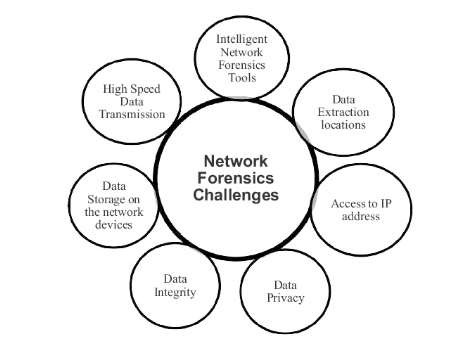 Intelligent
Network
Forensics
Tools
High Speed
Data
Transmission
Data
Extraction
locations
Network
Forensics
Challenges
Data
Storage on
the network
devices
Access to IP
address
Data
Integrity
Data
Privacy